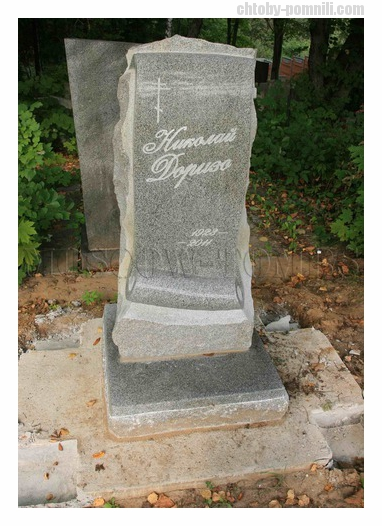 chtoby-pomnili.com
Николай
Доризо
1923-
-2011